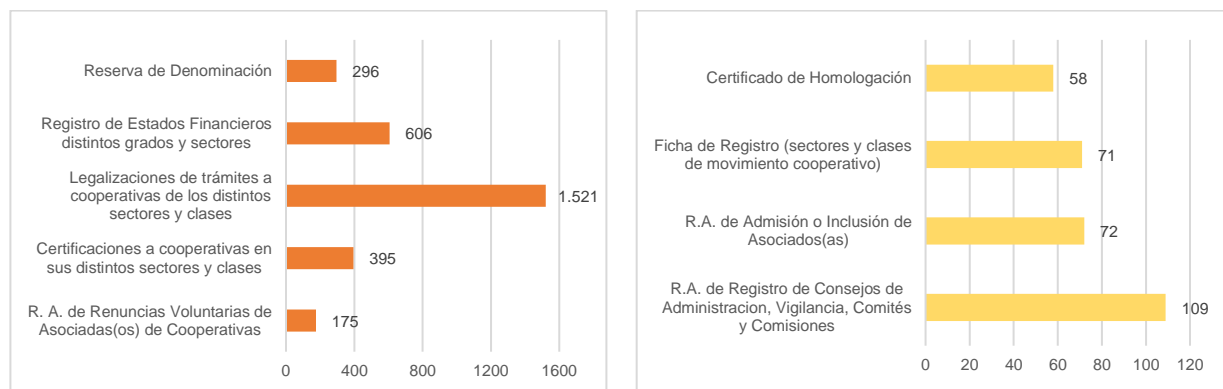 Reserva de Denominación
296
Registro de Estados Financieros
distintos grados y sectores
606
Legalizaciones de trámites a
cooperativas de los distintos
sectores y clases
1.521
Certificaciones a cooperativas en
sus distintos sectores y clases
395
R. A. de Renuncias Voluntarias de
Asociadas(os) de Cooperativas
175
0 400 800 1200 1600
Certificado de Homologación
58
Ficha de Registro (sectores y clases
de movimiento cooperativo)
71
R.A. de Admisión o Inclusión de
Asociados(as)
72
R.A. de Registro de Consejos de
Administracion, Vigilancia, Comités
y Comisiones
109
0 20 40 60 80 100 120